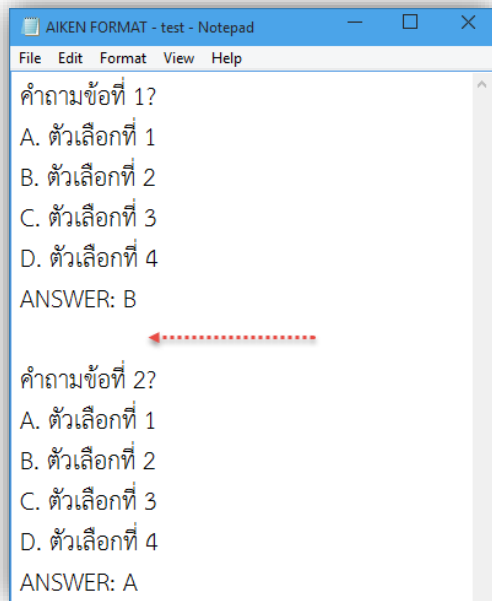 AIKEN FORMAT - test - Notepad
File Edit Format View Help
คำถามข้อที่ 1?
A. ตัวเลือกที่ 1
B. ตัวเลือกที่ 2
C. ตัวเลือกที่ 3
D. ตัวเลือกที่ 4
ANSWER: B
คำถามข้อที่ 2?
A. ตัวเลือกที่ 1
B. ตัวเลือกที่ 2
C. ตัวเลือกที่ 3
D. ตัวเลือกที่ 4
ANSWER: A